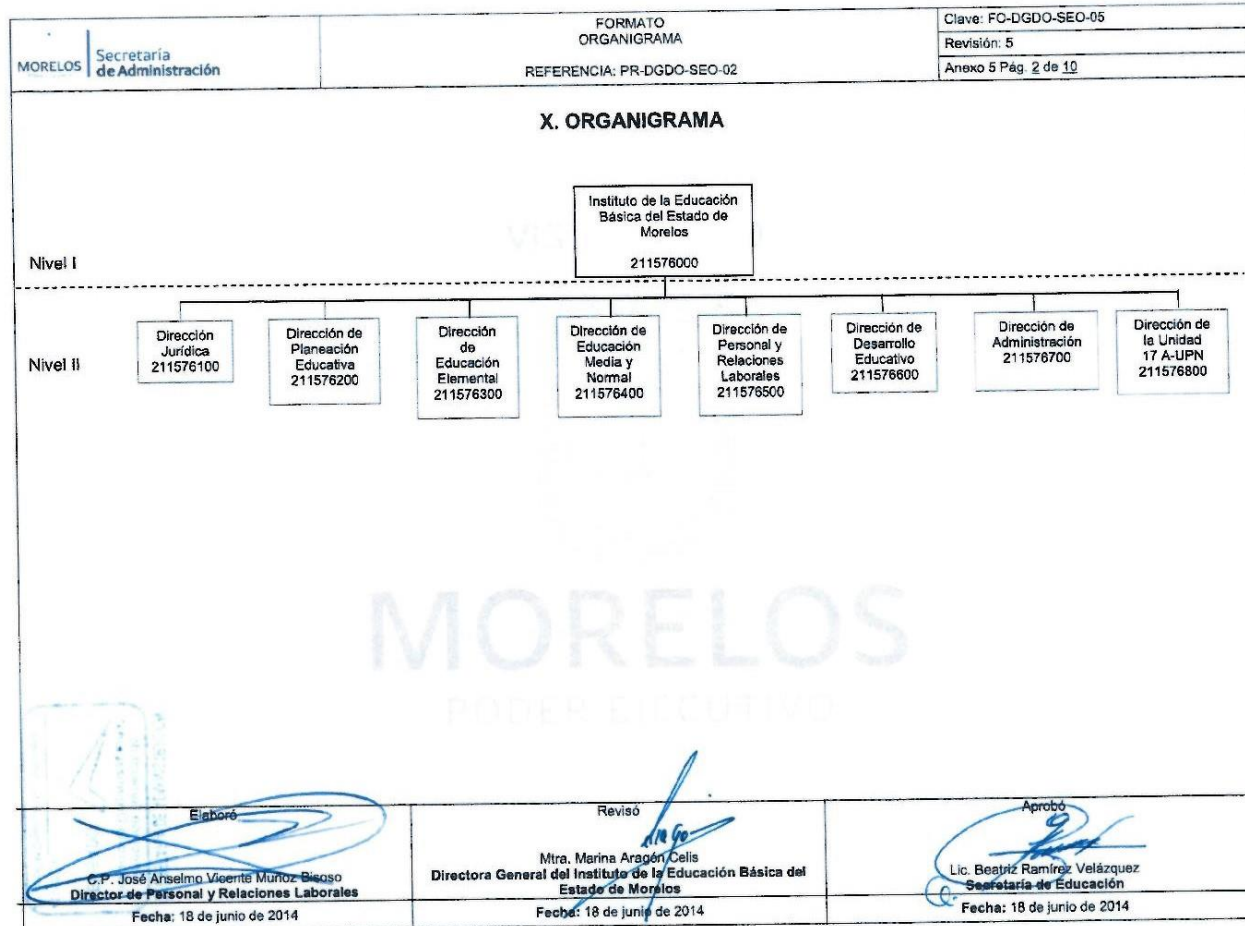 MORELOS
Secretaría
de Administración
FORMATO
ORGANIGRAMA
REFERENCIA: PR-DGDO-SEO-02
Clave: FO-DGDO-SEO-05
Revisión: 5
Anexo 5 Pág. 2 de 10
X. ORGANIGRAMA
Instituto de la Educación
Básica del Estado de
Morelos
211576000
Nivel I
Nivel II
Dirección
Jurídica
211576100
Dirección de
Planeación
Educativa
211576200
Dirección
de
Educación
Elemental
211576300
Dirección de
Educación
Media y
Normal
211576400
Dirección de
Personal y
Relaciones
Laborales
211576500
Dirección de
Desarrollo
Educativo
211576600
Dirección de
Administración
211576700
Dirección de
la Unidad
17 A-UPN
211576800
MORELOS
PODER EJECUTIVO
Elaboró
C.P. José Anselmo Vicente Muñoz Bisoso
Director de Personal y Relaciones Laborales
Fecha: 18 de junio de 2014
Revisó
Mtra. Marina Aragón Celis
Directora General del Instituto de la Educación Básica del
Estado de Morelos
Fecha: 18 de junio de 2014
Aprobó
Lic. Beatriz Ramírez Velázquez
Secretaría de Educación
Fecha: 18 de junio de 2014